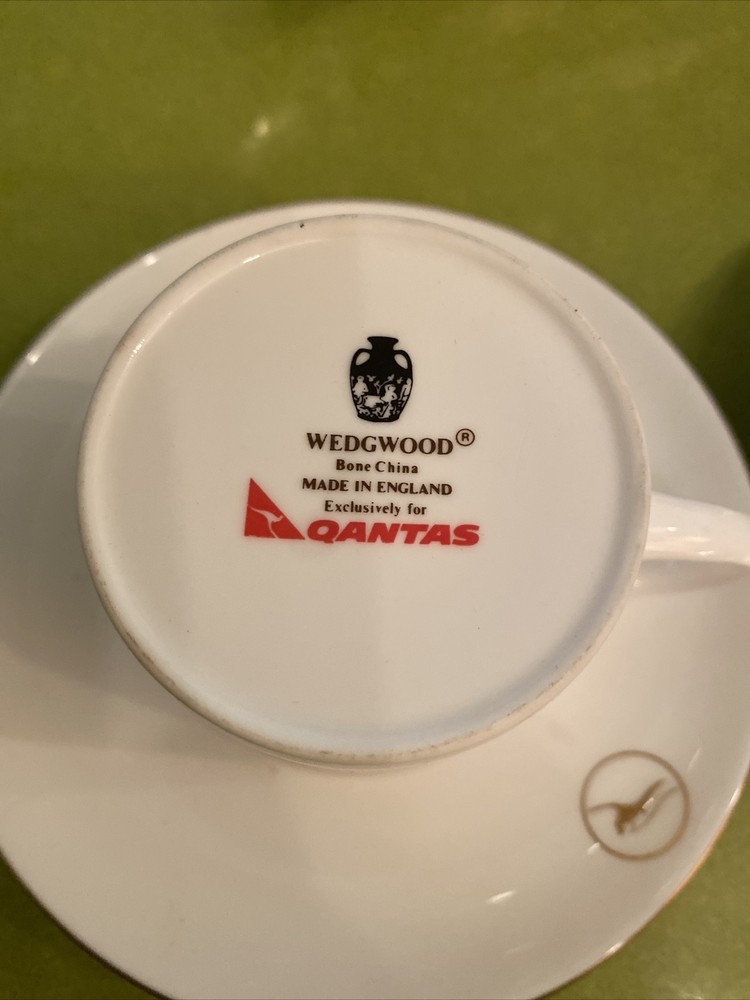 WEDGWOOD®
Bone China
MADE IN ENGLAND
Exclusively for
QANTAS